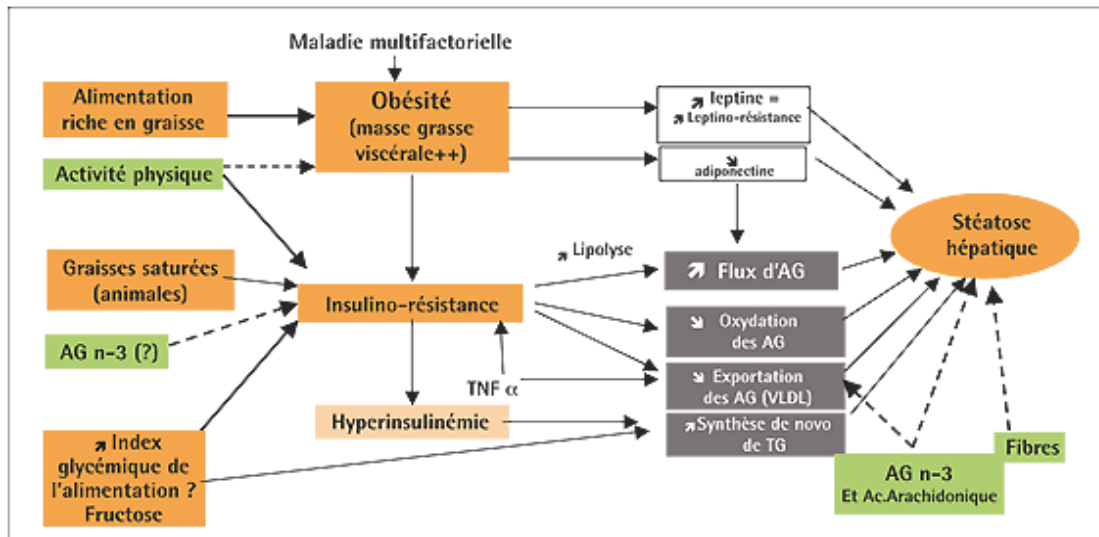 Maladie multifactorielle
Alimentation
riche en graisse
Obésité
(masse grasse
viscérale++)
↗ leptine =
↗ Leptino-résistance
↘
adiponectine
Activité physique
Stéatose
hépatique
Graisses saturées
(animales)
↗ Lipolyse
↗ Flux d'AG
Insulino-résistance
↘ Oxydation
des AG
AG n-3 (?)
TNF α
↘ Exportation
des AG (VLDL)
Hyperinsulinémie
↗Synthèse de novo
de TG
↗ Index
glycémique de
l'alimentation ?
Fructose
Fibres
AG n-3
Et Ac.Arachidonique